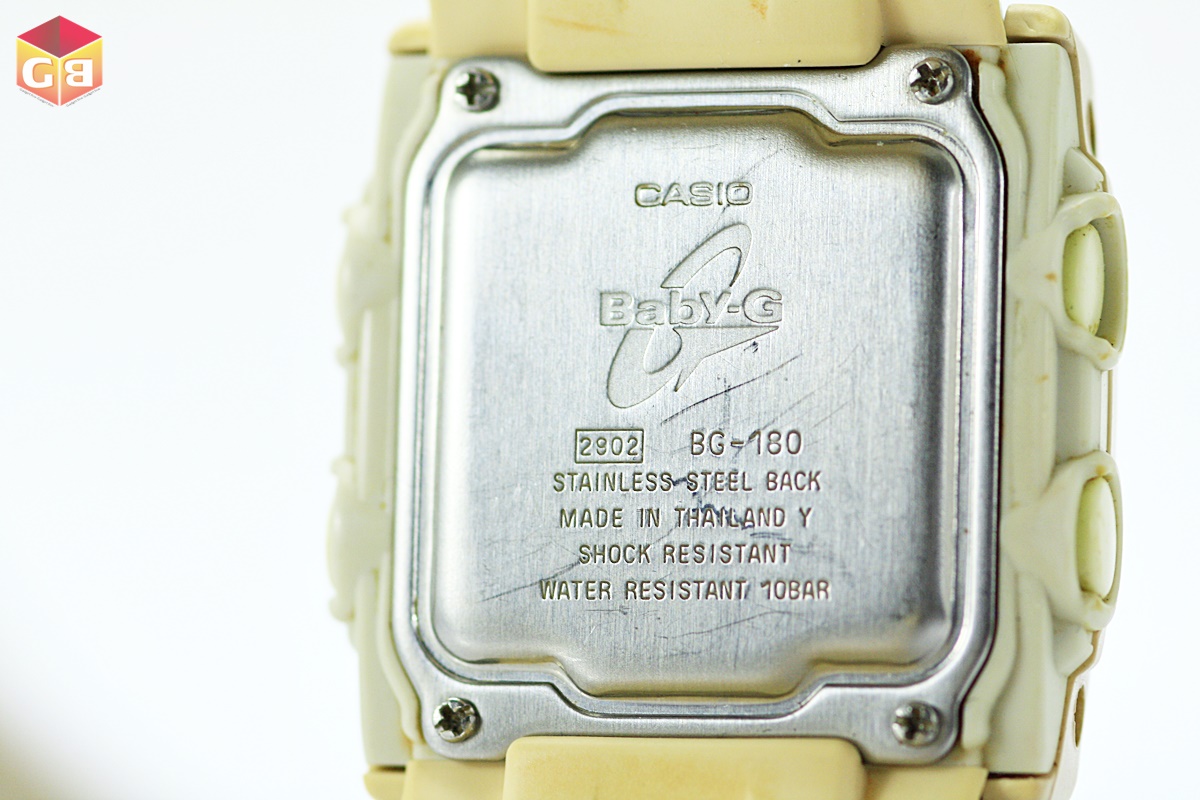 GB
CASIO
BabY-G
2902 BG-180
STAINLESS STEEL BACK
MADE IN THAILAND Y
SHOCK RESISTANT
WATER RESISTANT 10BAR